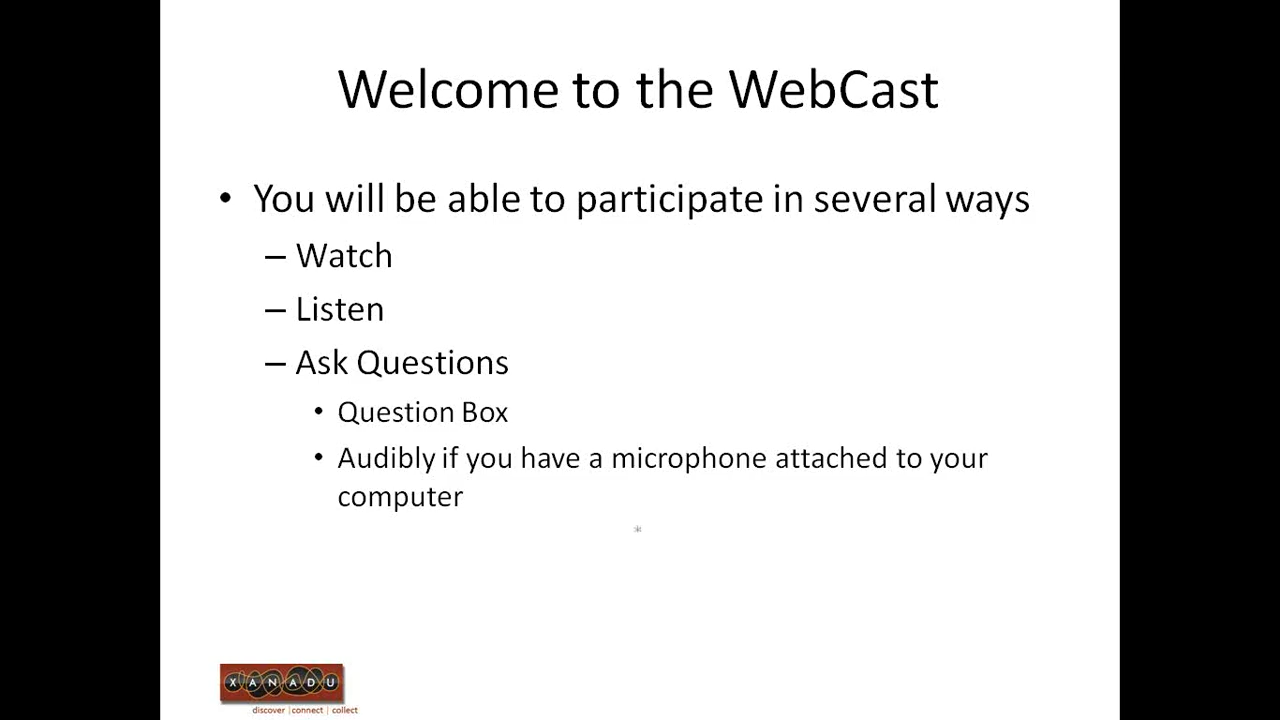 Welcome to the WebCast
• You will be able to participate in several ways
– Watch
– Listen
– Ask Questions
• Question Box
• Audibly if you have a microphone attached to your
computer
*
XANADU
discover | connect | collect